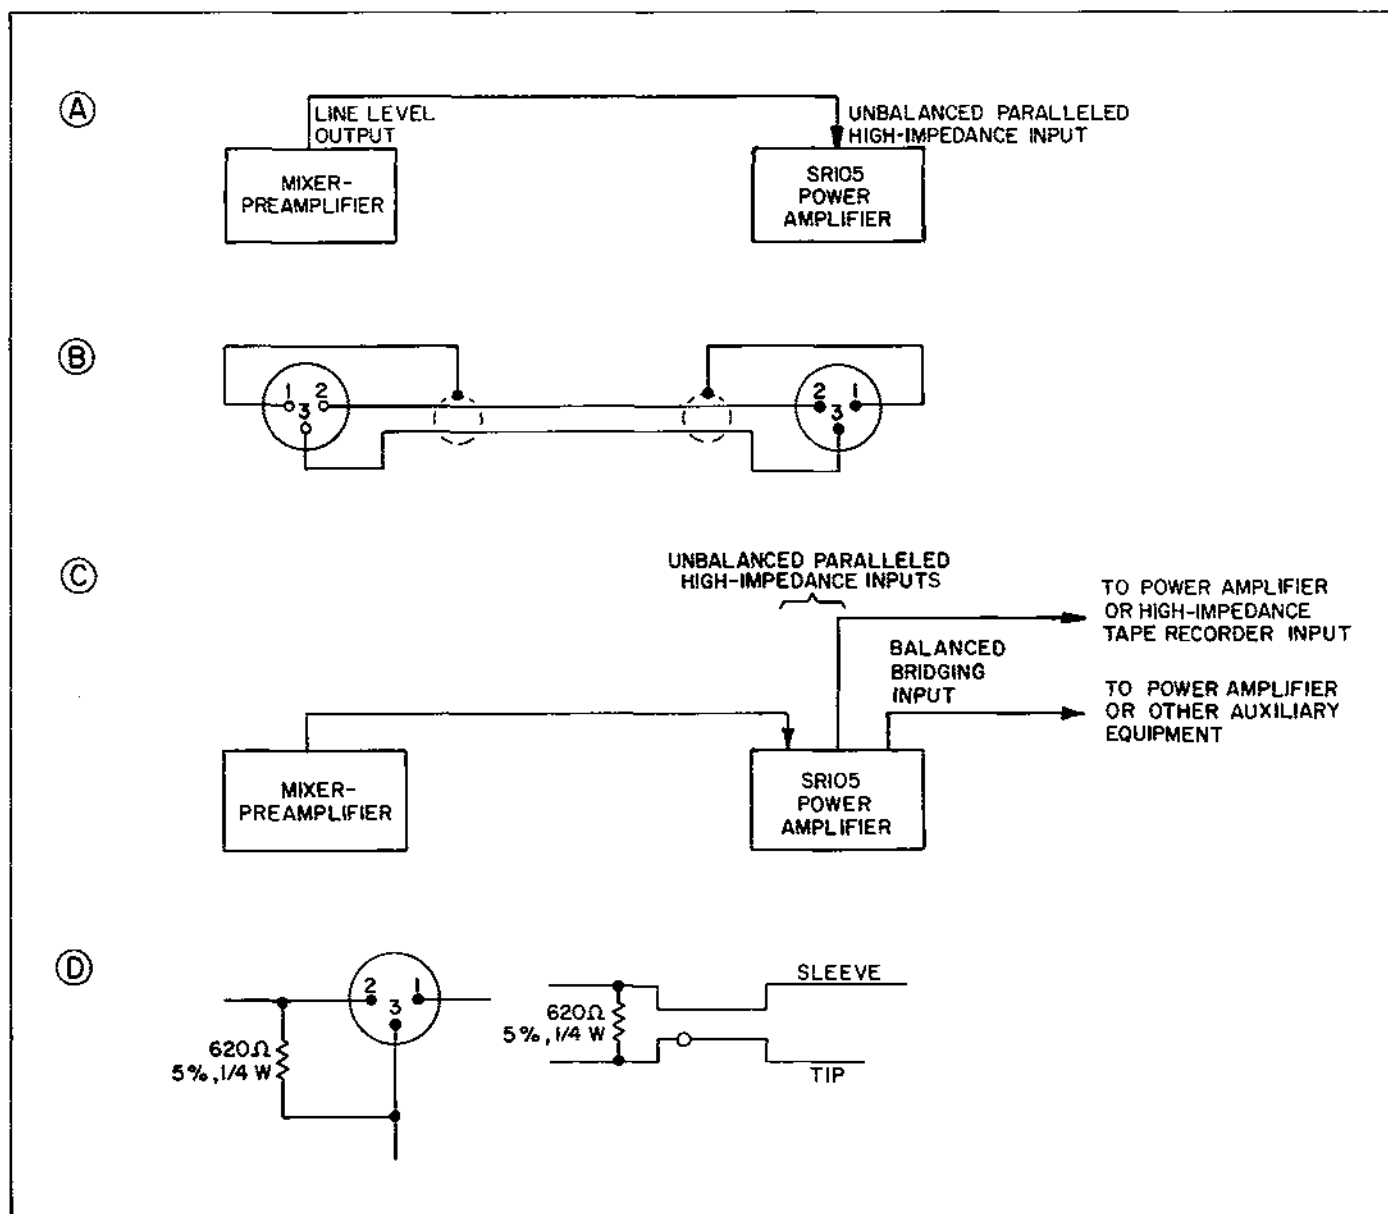 A
LINE LEVEL
OUTPUT
UNBALANCED PARALLELED
HIGH-IMPEDANCE INPUT
MIXER-
PREAMPLIFIER
SR105
POWER
AMPLIFIER
B
1 2
3
2 1
3
C
UNBALANCED PARALLELED
HIGH-IMPEDANCE INPUTS
TO POWER AMPLIFIER
OR HIGH-IMPEDANCE
TAPE RECORDER INPUT
BALANCED
BRIDGING
INPUT
TO POWER AMPLIFIER
OR OTHER AUXILIARY
EQUIPMENT
MIXER-
PREAMPLIFIER
SR105
POWER
AMPLIFIER
D
2 1
3
620Ω
5%, 1/4 W
SLEEVE
620Ω
5%, 1/4 W
TIP